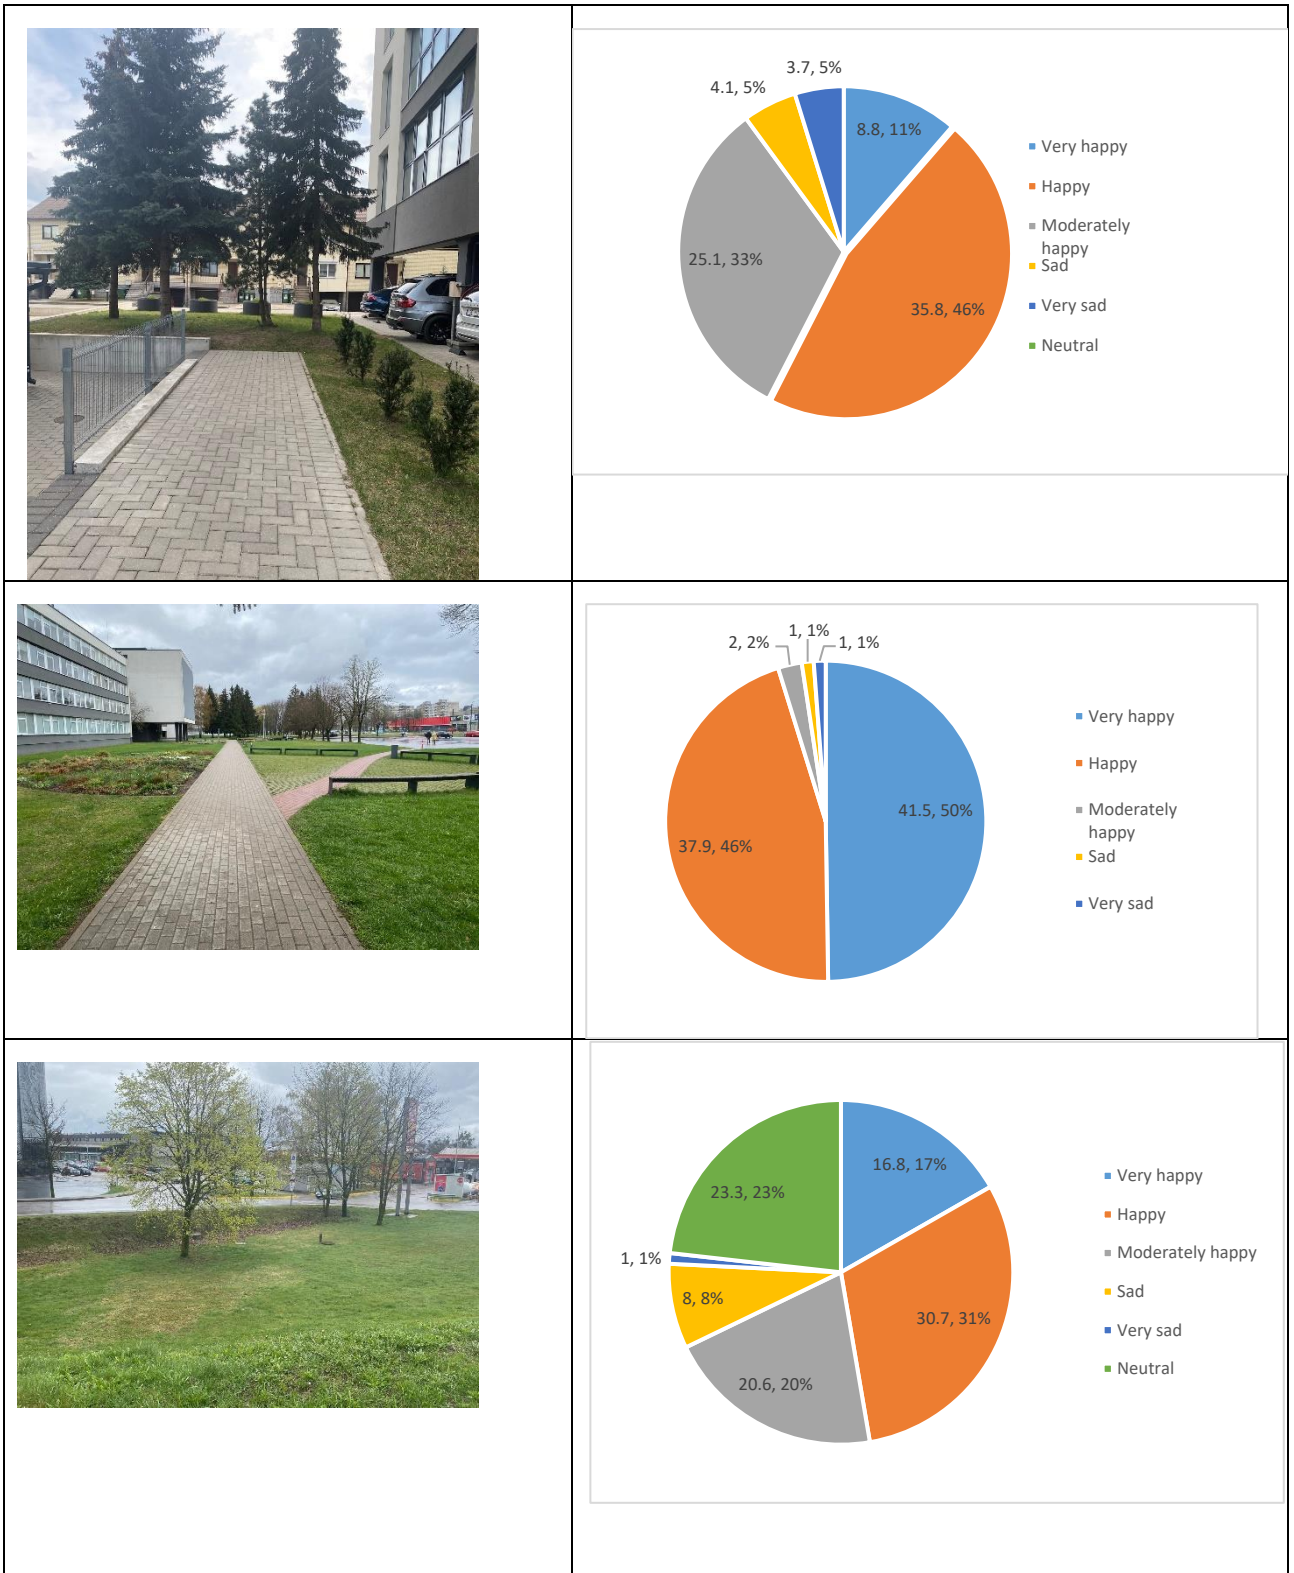 3.7, 5%
4.1, 5%
8.8, 11%
25.1, 33%
35.8, 46%
Very happy
Happy
Moderately
happy
Sad
Very sad
Neutral
2, 2%
1, 1%
1, 1%
41.5, 50%
37.9, 46%
Very happy
Happy
Moderately
happy
Sad
Very sad
16.8, 17%
23.3, 23%
1, 1%
8, 8%
30.7, 31%
20.6, 20%
Very happy
Happy
Moderately happy
Sad
Very sad
Neutral